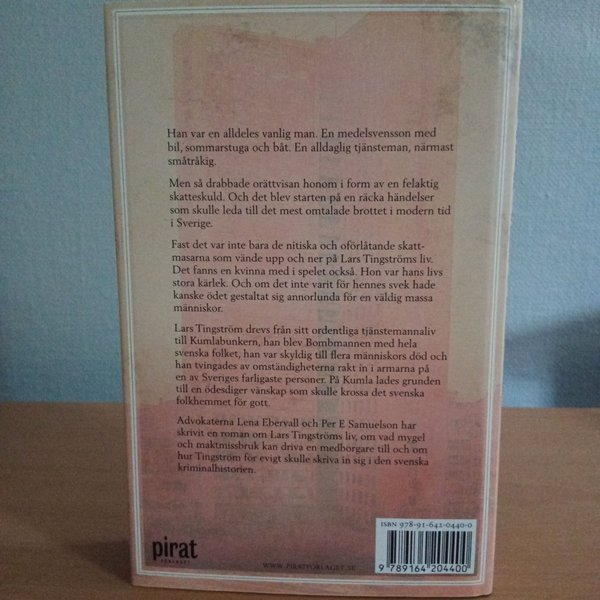 Han var en alldeles vanlig man. En medelsvensson med
bil, sommarstuga och båt. En alldaglig tjänsteman, närmast
småtråkig.
Men så drabbade orättvisan honom i form av en felaktig
skatteskuld. Och det blev starten på en räcka händelser
som skulle leda till det mest omtalade brottet i modern tid
i Sverige.
Fast det var inte bara de nitiska och oförlåtande skatt-
masarna som vände upp och ner på Lars Tingströms liv.
Det fanns en kvinna med i spelet också. Hon var hans livs
stora kärlek. Och om det inte varit för hennes svek hade
kanske ödet gestaltat sig annorlunda för en väldig massa
människor.
Lars Tingström drevs från sitt ordentliga tjänstemannaliv
till Kumlabunkern, han blev Bombmannen med hela
svenska folket, han var skyldig till flera människors död och
han tvingades av omständigheterna rakt in i armarna på
en av Sveriges farligaste personer. På Kumla lades grunden
till en ödesdiger vänskap som skulle krossa det svenska
folkhemmet för gott.
Advokaterna Lena Ebervall och Per E Samuelson har
skrivit en roman om Lars Tingströms liv, om vad mygel
och maktmissbruk kan driva en medborgare till och om
hur Tingström för evigt skulle skriva in sig i den svenska
kriminalhistorien.
pirat
FÖRLAGET
WWW.PIRATFORLAGET.SE
ISBN 978-91-642-0440-0
9 789164 204400